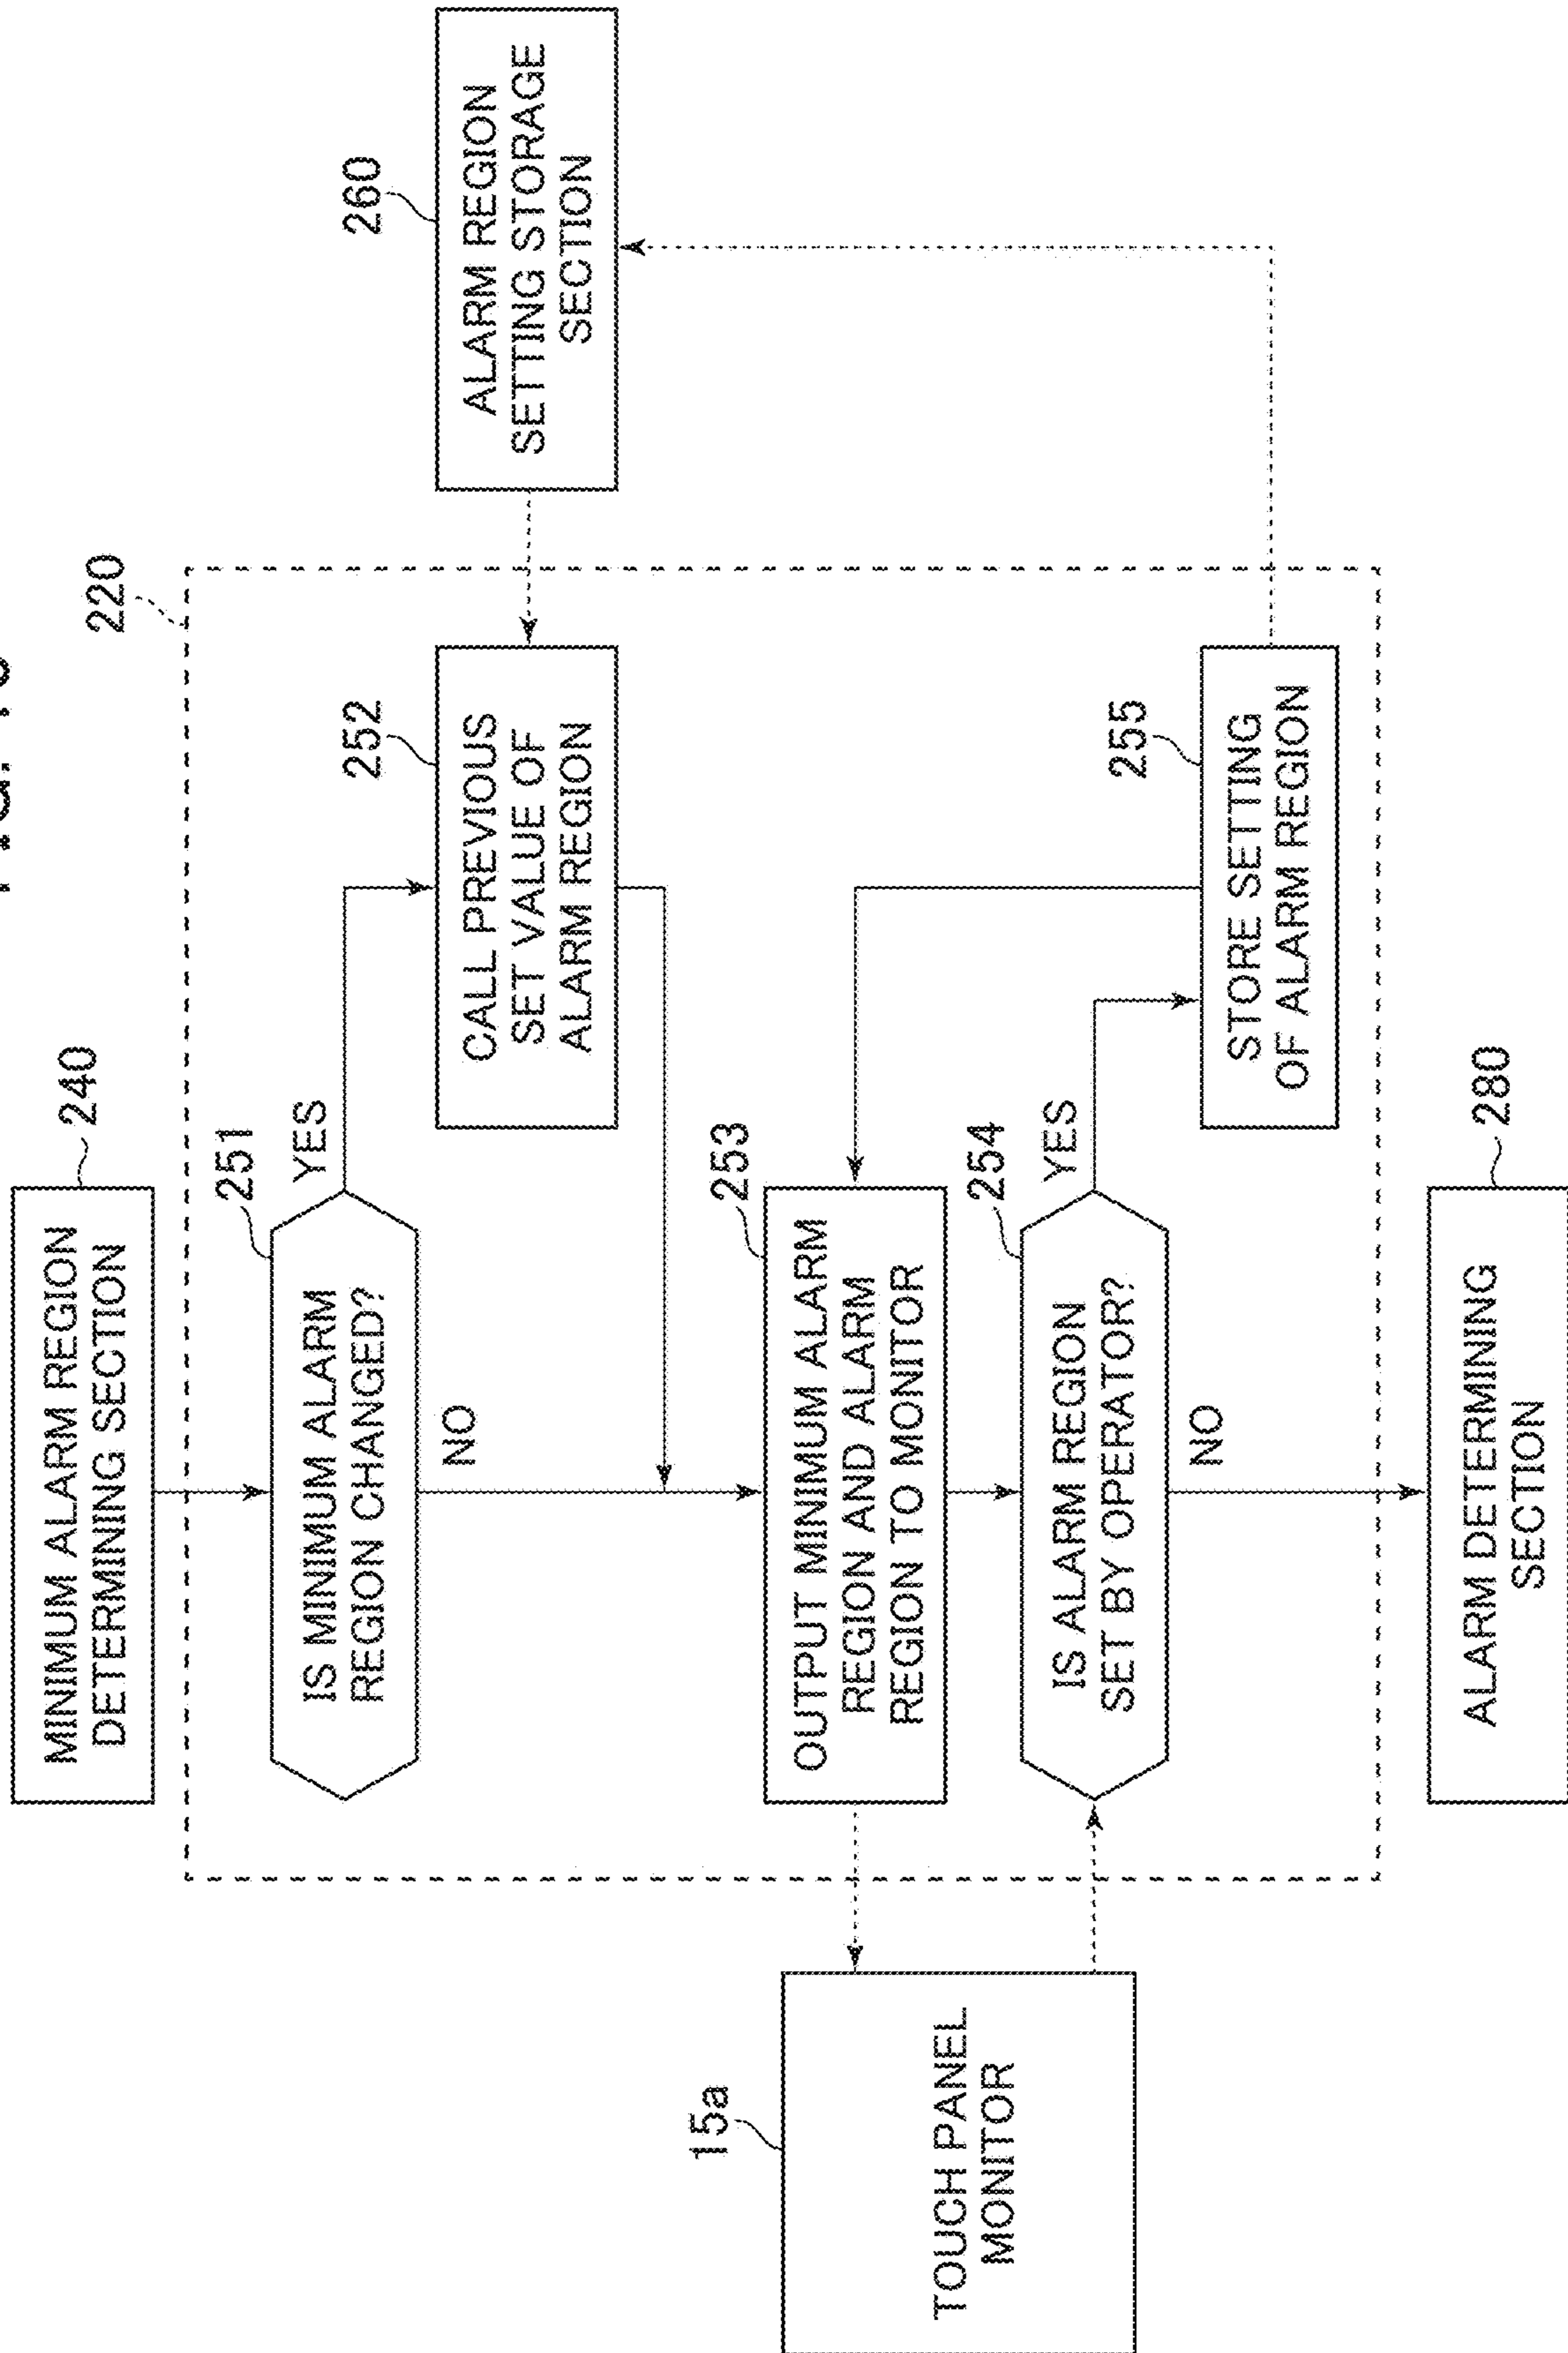 240
MINIMUM ALARM REGION
DETERMINING SECTION
220
251
IS MINIMUM ALARM
REGION CHANGED?
YES
NO
252
CALL PREVIOUS
SET VALUE OF
ALARM REGION
260
ALARM REGION
SETTING STORAGE
SECTION
15a
TOUCH PANEL
MONITOR
253
OUTPUT MINIMUM ALARM
REGION AND ALARM
REGION TO MONITOR
254
IS ALARM REGION
SET BY OPERATOR?
YES
NO
255
STORE SETTING
OF ALARM REGION
280
ALARM DETERMINING
SECTION